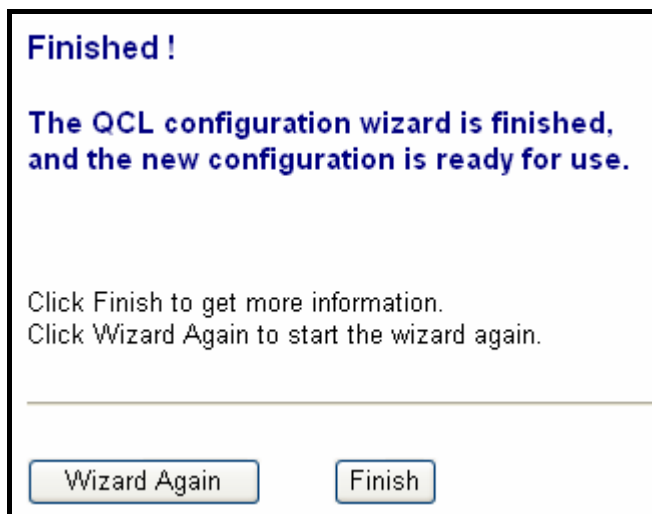 Finished !
The QCL configuration wizard is finished,
and the new configuration is ready for use.
Click Finish to get more information.
Click Wizard Again to start the wizard again.
Wizard Again Finish